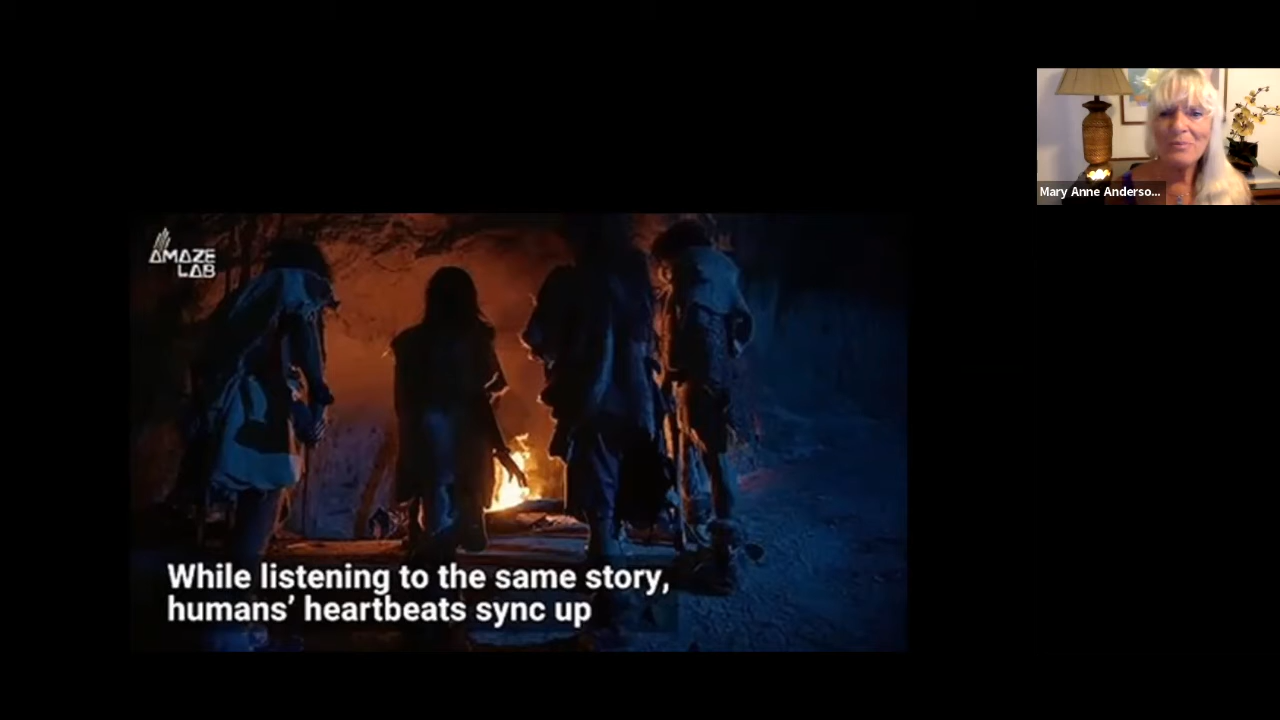 Mary Anne Anderso...
AMAZE
LAB
While listening to the same story,
humans’ heartbeats sync up